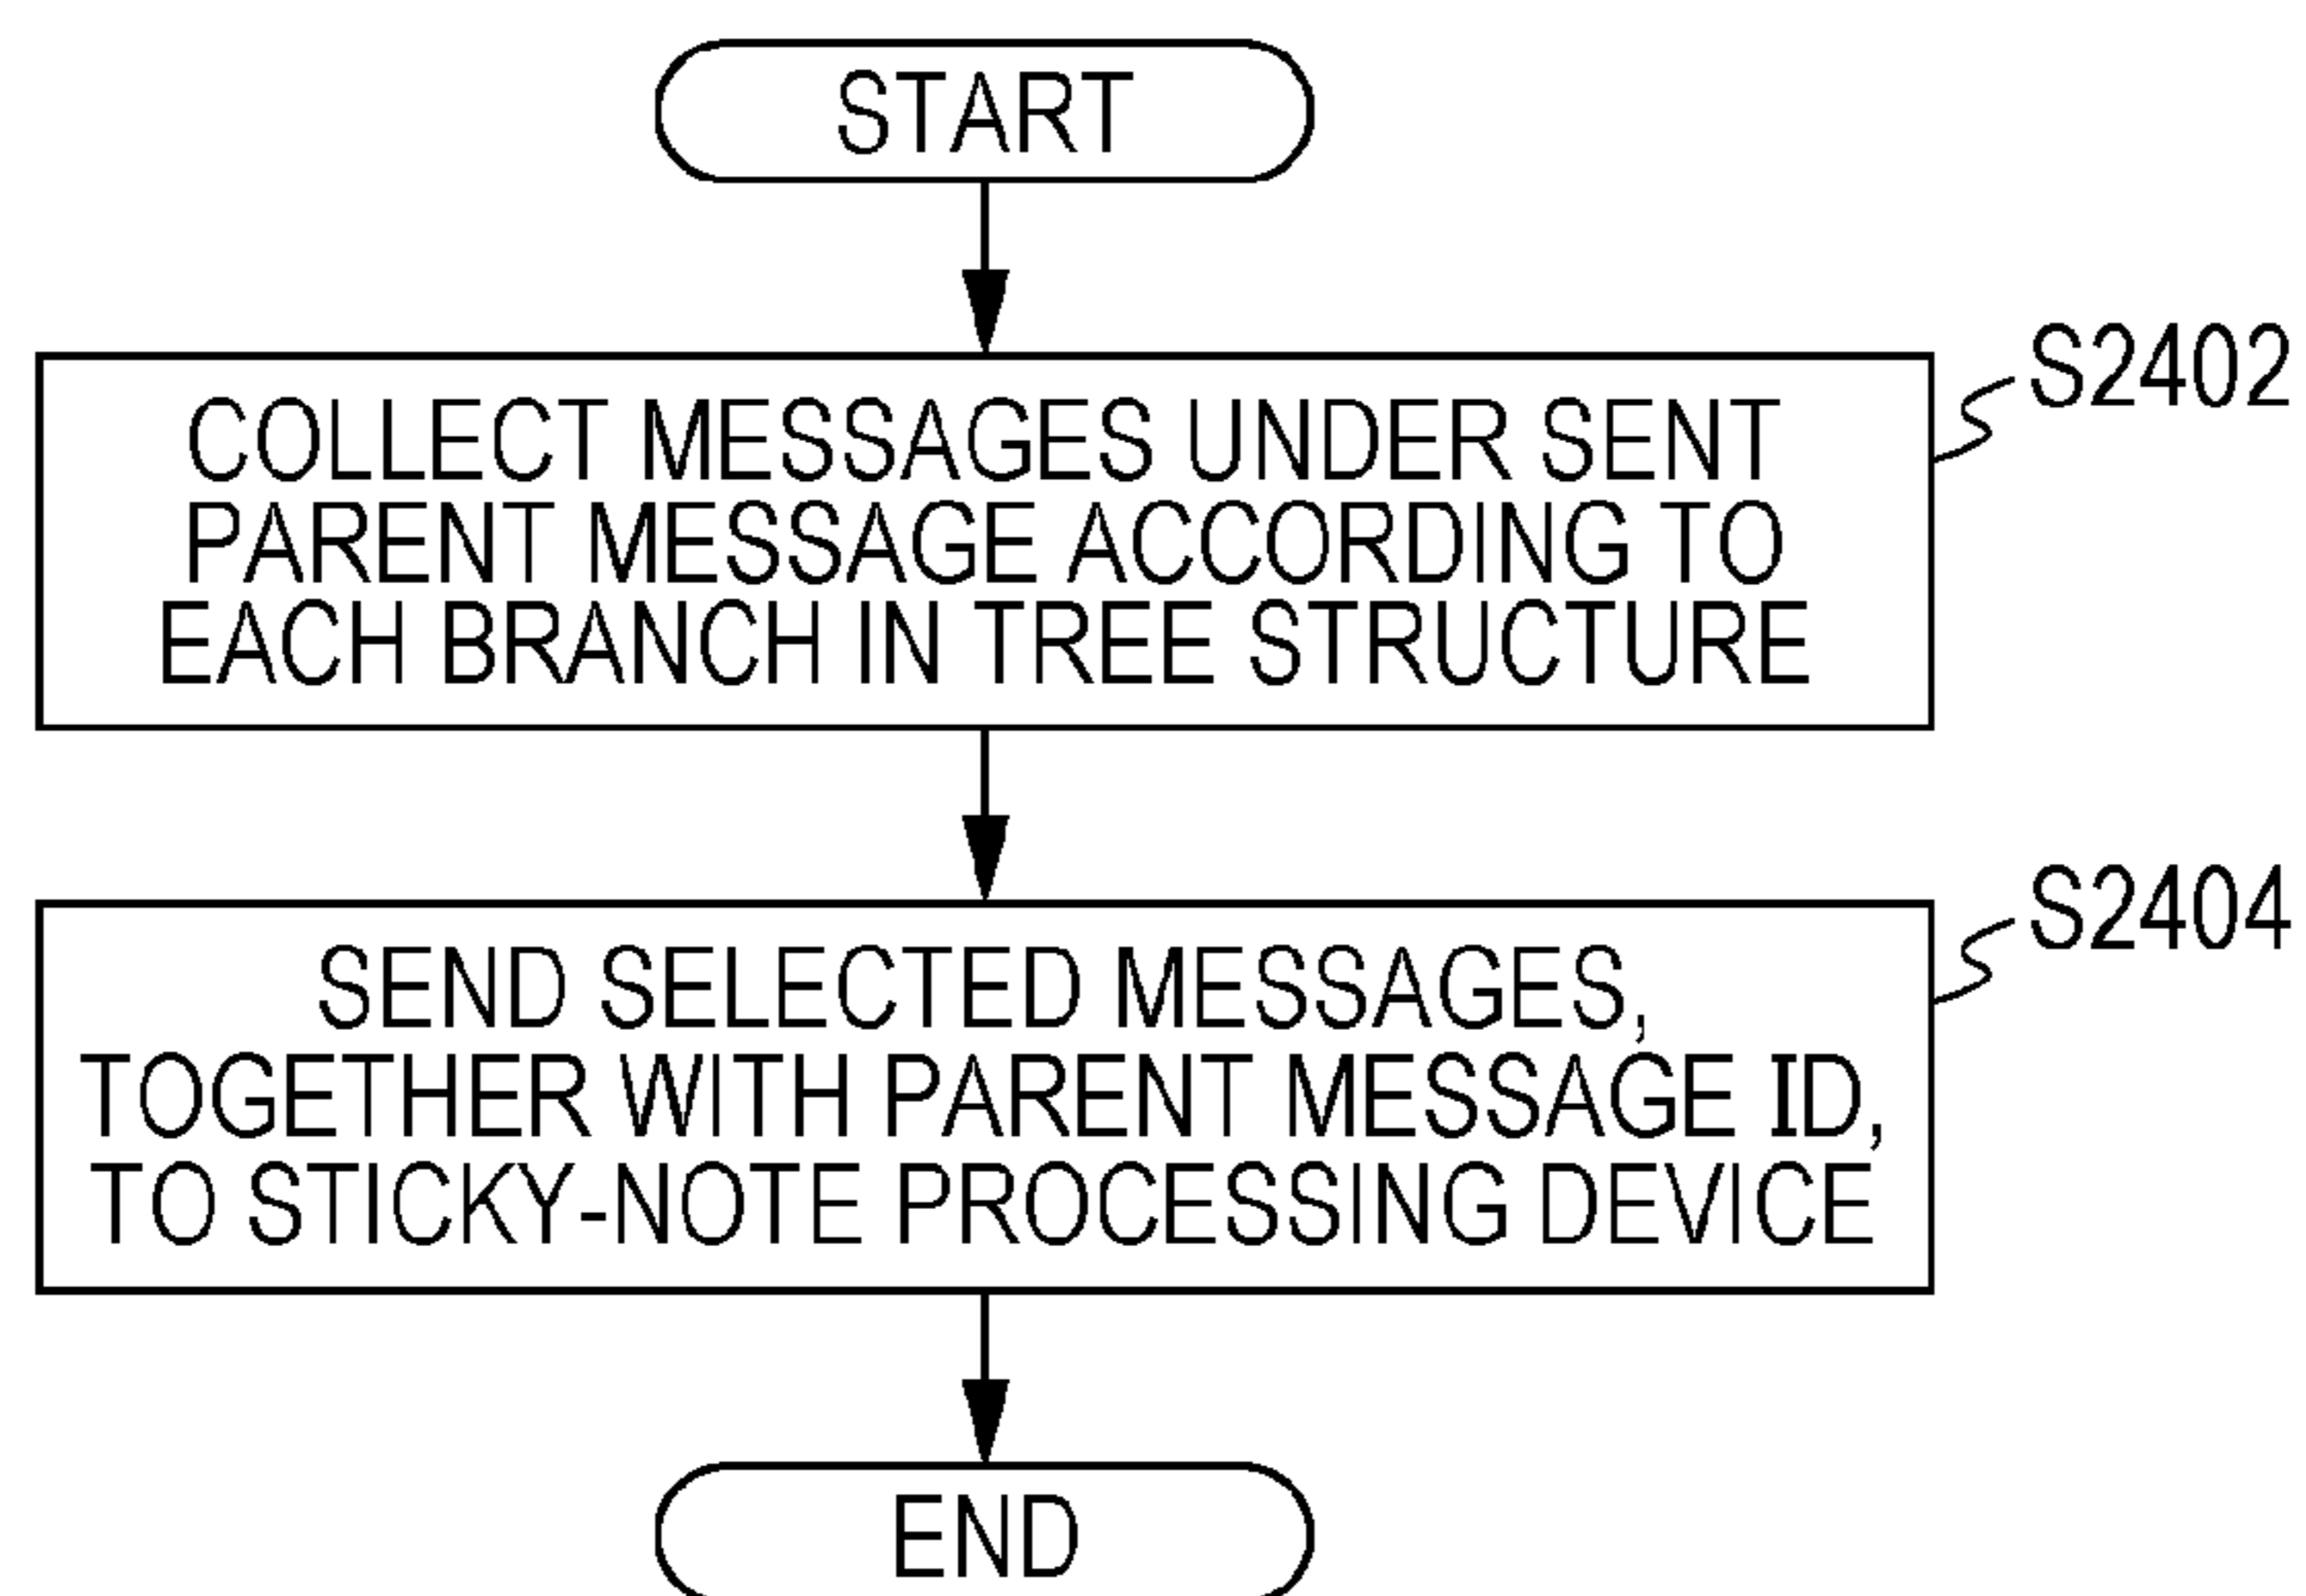 START
S2402
COLLECT MESSAGES UNDER SENT
PARENT MESSAGE ACCORDING TO
EACH BRANCH IN TREE STRUCTURE
S2404
SEND SELECTED MESSAGES,
TOGETHER WITH PARENT MESSAGE ID,
TO STICKY-NOTE PROCESSING DEVICE
END